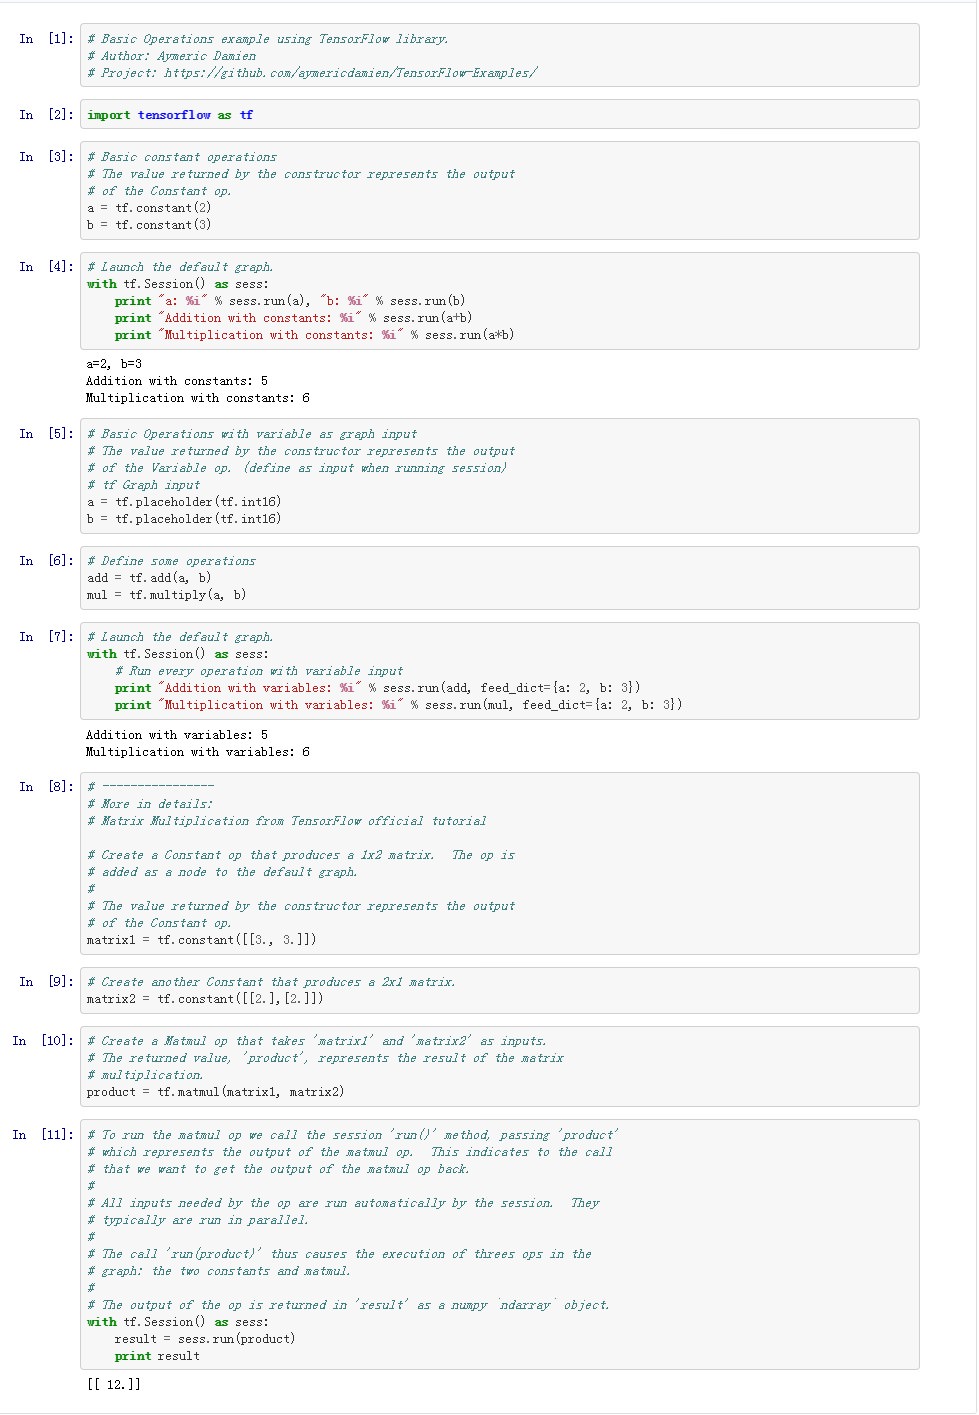 In [1]: # Basic Operations example using TensorFlow library.
# Author: Aymeric Damien
# Project: https://github.com/aymericdamien/TensorFlow-Examples/
In [2]: import tensorflow as tf
In [3]: # Basic constant operations
# The value returned by the constructor represents the output
# of the Constant op.
a = tf.constant(2)
b = tf.constant(3)
In [4]: # Launch the default graph.
with tf.Session() as sess:
    print "a: %i" % sess.run(a), "b: %i" % sess.run(b)
    print "Addition with constants: %i" % sess.run(a+b)
    print "Multiplication with constants: %i" % sess.run(a*b)
a=2, b=3
Addition with constants: 5
Multiplication with constants: 6
In [5]: # Basic Operations with variable as graph input
# The value returned by the constructor represents the output
# of the Variable op. (define as input when running session)
# tf Graph input
a = tf.placeholder(tf.int16)
b = tf.placeholder(tf.int16)
In [6]: # Define some operations
add = tf.add(a, b)
mul = tf.multiply(a, b)
In [7]: # Launch the default graph.
with tf.Session() as sess:
    # Run every operation with variable input
    print "Addition with variables: %i" % sess.run(add, feed_dict={a: 2, b: 3})
    print "Multiplication with variables: %i" % sess.run(mul, feed_dict={a: 2, b: 3})
Addition with variables: 5
Multiplication with variables: 6
In [8]: # ----------------
# More in details:
# Matrix Multiplication from TensorFlow official tutorial

# Create a Constant op that produces a 1x2 matrix.  The op is
# added as a node to the default graph.
#
# The value returned by the constructor represents the output
# of the Constant op.
matrix1 = tf.constant([[3., 3.]])
In [9]: # Create another Constant that produces a 2x1 matrix.
matrix2 = tf.constant([[2.],[2.]])
In [10]: # Create a Matmul op that takes 'matrix1' and 'matrix2' as inputs.
# The returned value, 'product', represents the result of the matrix
# multiplication.
product = tf.matmul(matrix1, matrix2)
In [11]: # To run the matmul op we call the session 'run()' method, passing 'product'
# which represents the output of the matmul op.  This indicates to the call
# that we want to get the output of the matmul op back.
#
# All inputs needed by the op are run automatically by the session.  They
# typically are run in parallel.
#
# The call 'run(product)' thus causes the execution of threes ops in the
# graph: the two constants and matmul.
#
# The output of the op is returned in 'result' as a numpy `ndarray` object.
with tf.Session() as sess:
    result = sess.run(product)
    print result
[[ 12.]]